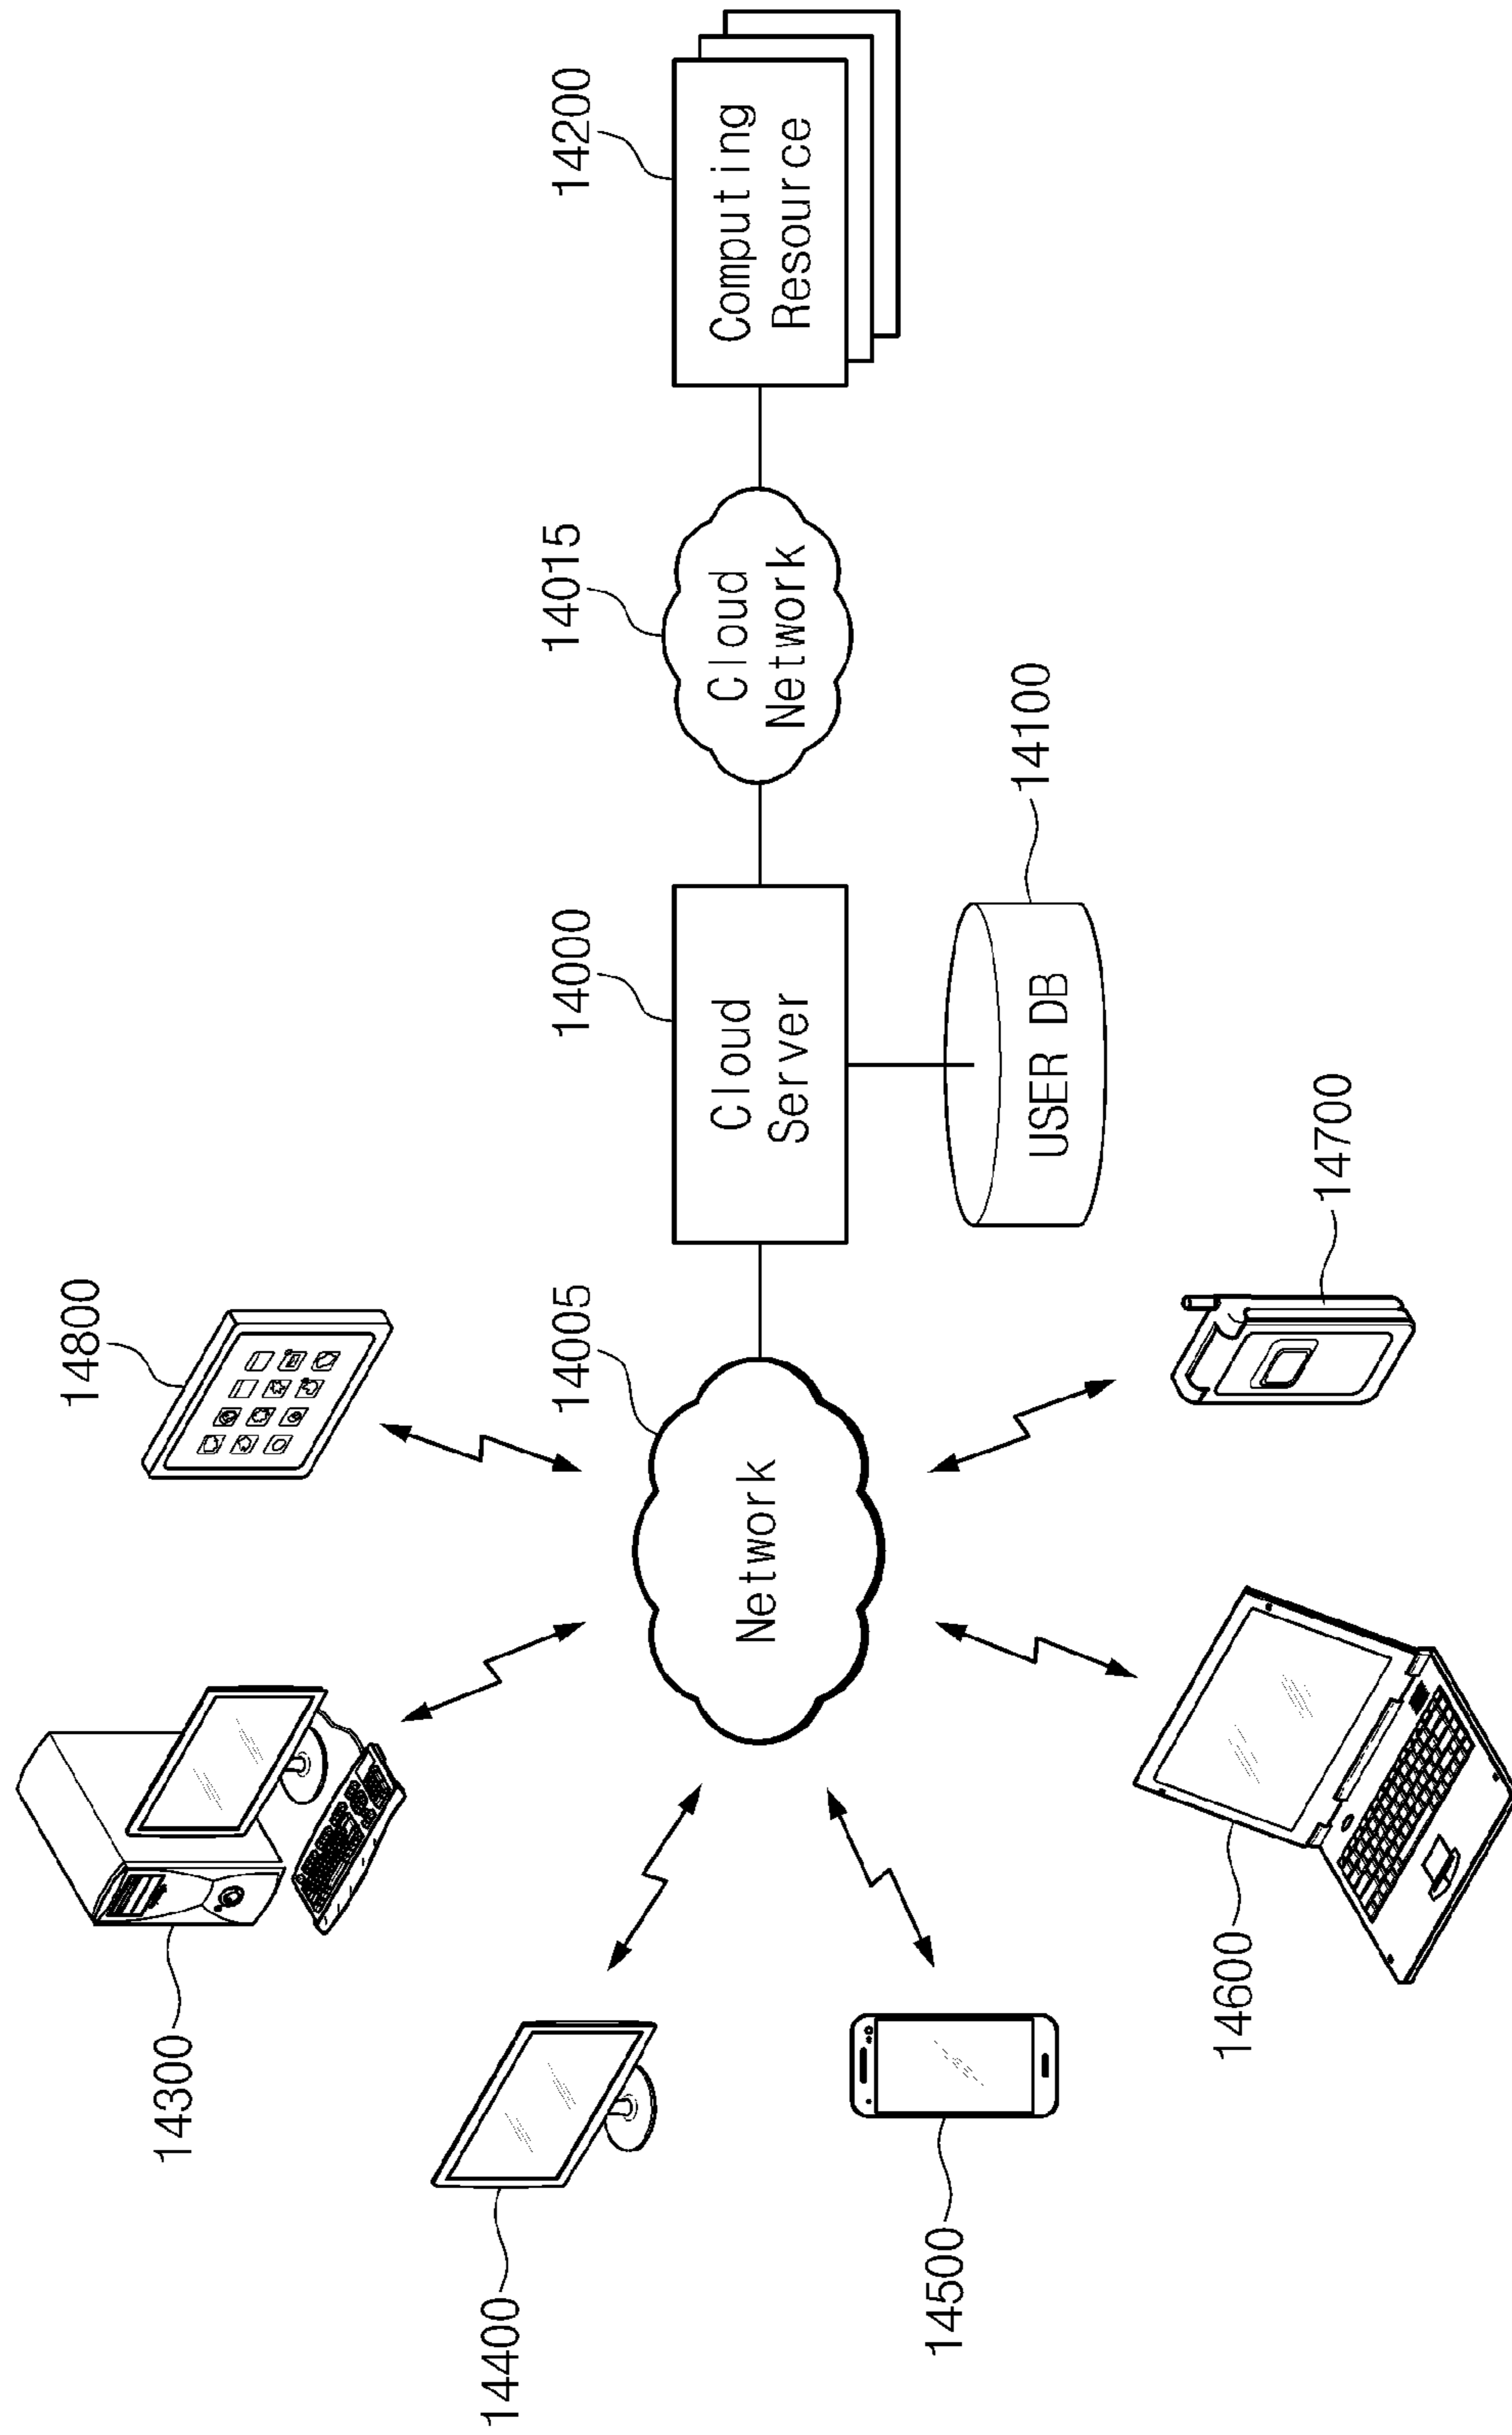 14300
14800
14400
14005
Network
14000
Cloud
Server
14015
Cloud
Network
14200
Computing
Resource
14500
USER DB
14100
14600
14700